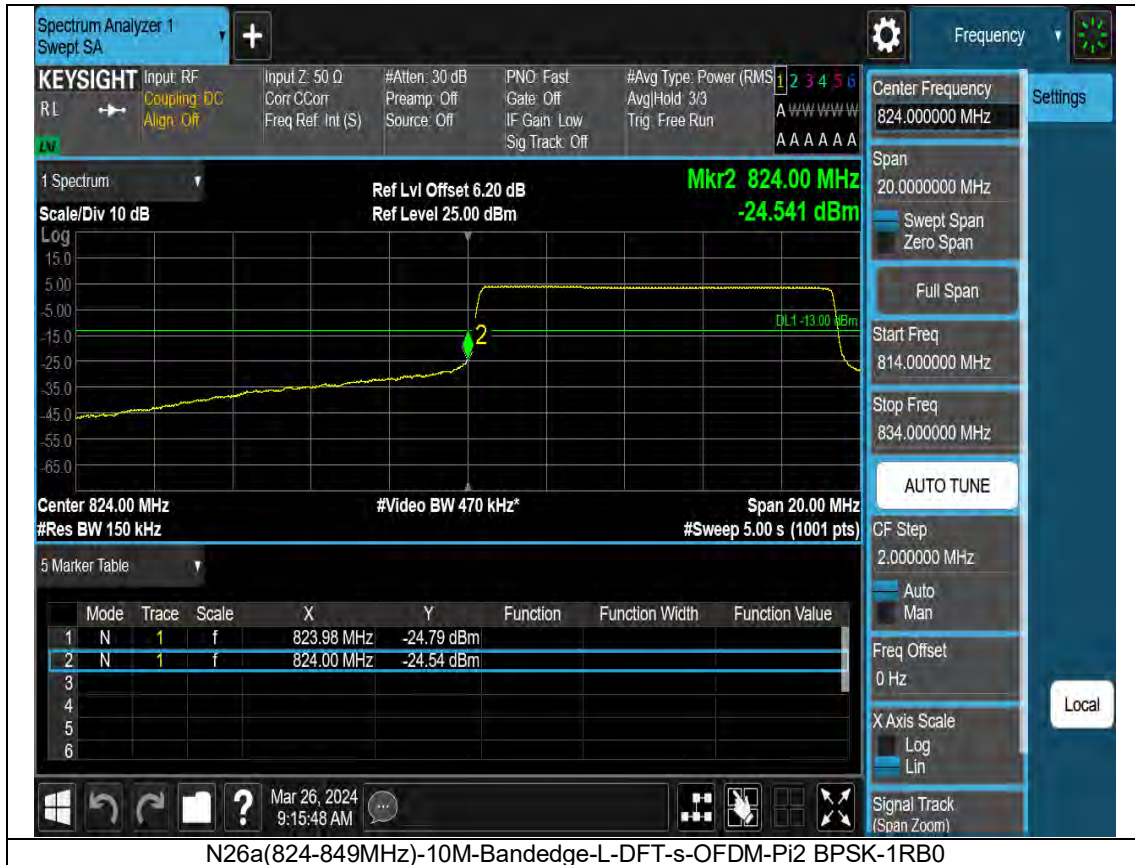 Spectrum Analyzer 1
Swept SA
Frequency
KEYSIGHT
RL
Input: RF
Coupling: DC
Align: Off
Input Z: 50 Ω
Corr CCorr
Freq Ref: Int (S)
#Atten: 30 dB
Preamp: Off
Source: Off
PNO: Fast
Gate: Off
IF Gain: Low
Sig Track: Off
#Avg Type: Power (RMS
Avg|Hold: 3/3
Trig: Free Run
1 2 3 4 5 6
A W W W W W
A A A A A A
1 Spectrum
Scale/Div 10 dB
Ref Lvl Offset 6.20 dB
Ref Level 25.00 dBm
Mkr2 824.00 MHz
-24.541 dBm
Log
15.0
5.00
-5.00
-15.0
-25.0
-35.0
-45.0
-55.0
-65.0
DL1 -13.00 dBm
2
Center 824.00 MHz
#Video BW 470 kHz*
Span 20.00 MHz
#Res BW 150 kHz
#Sweep 5.00 s (1001 pts)
5 Marker Table
Mode Trace Scale X Y Function Function Width Function Value
1 N 1 f 823.98 MHz -24.79 dBm
2 N 1 f 824.00 MHz -24.54 dBm
3
4
5
6
?
Mar 26, 2024
9:15:48 AM
Center Frequency
824.000000 MHz
Settings
Span
20.0000000 MHz
Swept Span
Zero Span
Full Span
Start Freq
814.000000 MHz
Stop Freq
834.000000 MHz
AUTO TUNE
CF Step
2.000000 MHz
Auto
Man
Freq Offset
0 Hz
Local
X Axis Scale
Log
Lin
Signal Track
(Span Zoom)
N26a(824-849MHz)-10M-Bandedge-L-DFT-s-OFDM-Pi2 BPSK-1RB0